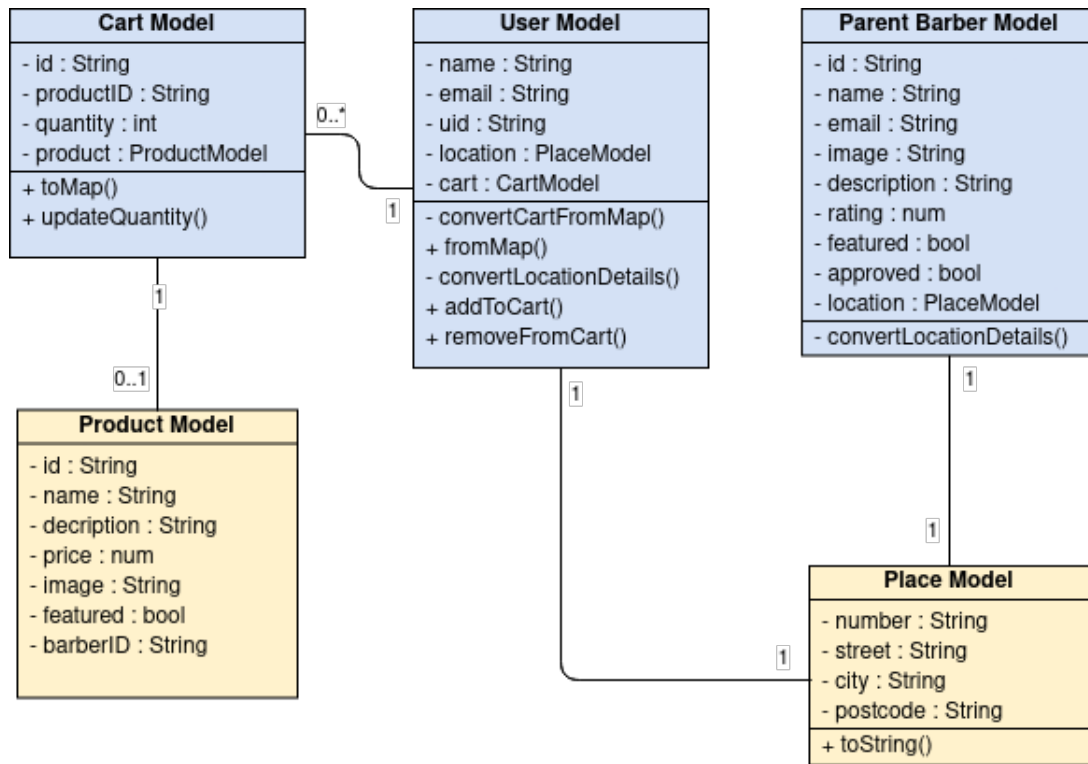 Cart Model
- id : String
- productID : String
- quantity : int
- product : ProductModel
+ toMap()
+ updateQuantity()
0..*
1
User Model
- name : String
- email : String
- uid : String
- location : PlaceModel
- cart : CartModel
- convertCartFromMap()
+ fromMap()
- convertLocationDetails()
+ addToCart()
+ removeFromCart()
Parent Barber Model
- id : String
- name : String
- email : String
- image : String
- description : String
- rating : num
- featured : bool
- approved : bool
- location : PlaceModel
- convertLocationDetails()
1
0..1
Product Model
- id : String
- name : String
- decription : String
- price : num
- image : String
- featured : bool
- barberID : String
1
1
1
1
Place Model
- number : String
- street : String
- city : String
- postcode : String
+ toString()